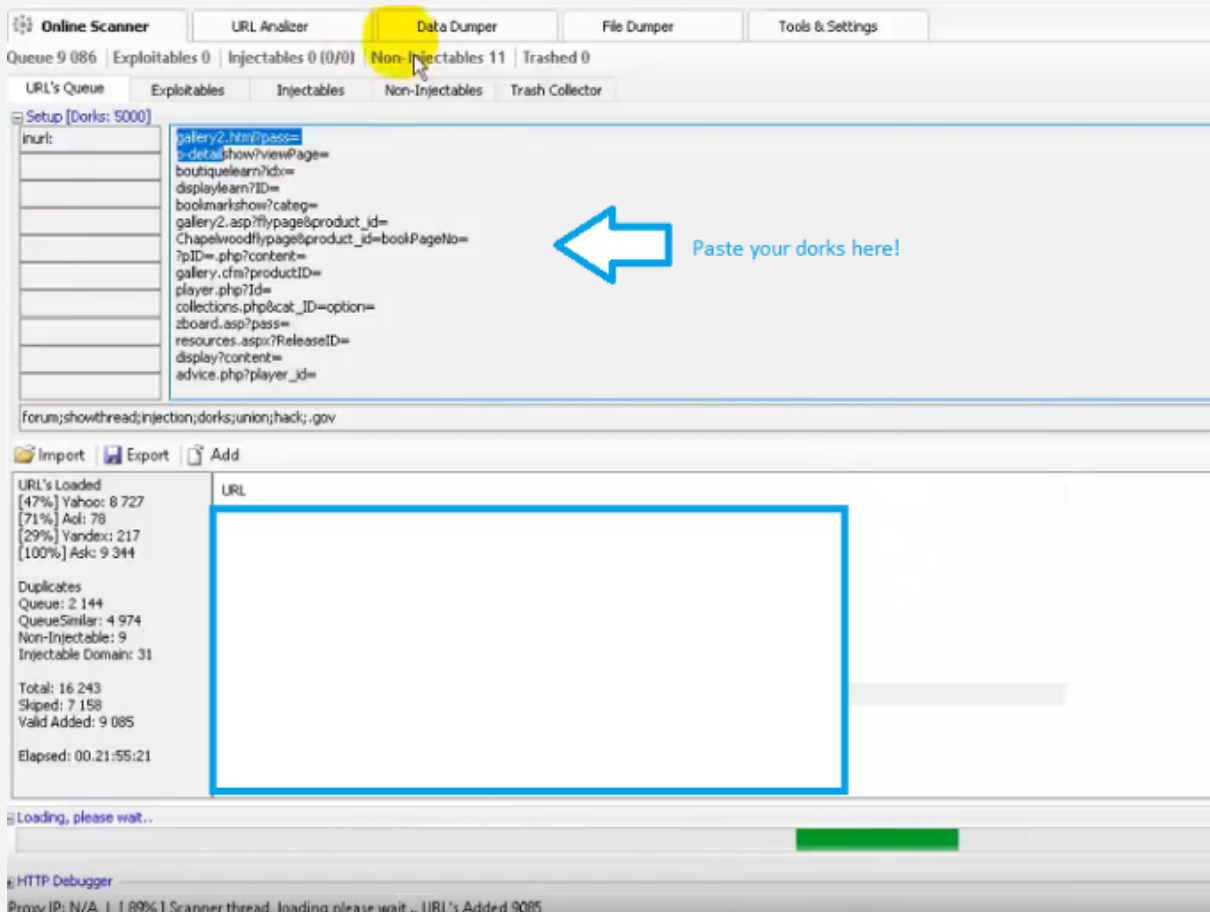 Online Scanner URL Analizer Data Dumper File Dumper Tools & Settings
Queue 9 086 Exploitables 0 Injectables 0 (0/0) Non-Injectables 11 Trashed 0
URL's Queue Exploitables Injectables Non-Injectables Trash Collector
Setup [Dorks: 5000]
inurl:
gallery2.html?pass=
p-detailshow?viewPage=
boutiquelearn?idx=
displaylearn?ID=
bookmarkshow?categ=
gallery2.asp?flypage&product_id=
Chapelwoodflypage&product_id=bookPageNo=
?pID=.php?content=
gallery.cfm?productID=
player.php?Id=
collections.php&cat_ID=option=
zboard.asp?pass=
resources.aspx?ReleaseID=
display?content=
advice.php?player_id=
Paste your dorks here!
forum;showthread;injection;dorks;union;hack;.gov
Import Export Add
URL's Loaded
[47%] Yahoo: 8 727
[71%] Aol: 78
[29%] Yandex: 217
[100%] Ask: 9 344
Duplicates
Queue: 2 144
QueueSimilar: 4 974
Non-Injectable: 9
Injectable Domain: 31
Total: 16 243
Skiped: 7 158
Valid Added: 9 085
Elapsed: 00.21:55:21
URL
Loading, please wait..
HTTP Debugger
Proxy IP: N/A | [ 89% ] Scanner thread, loading please wait .. URL's Added 9085